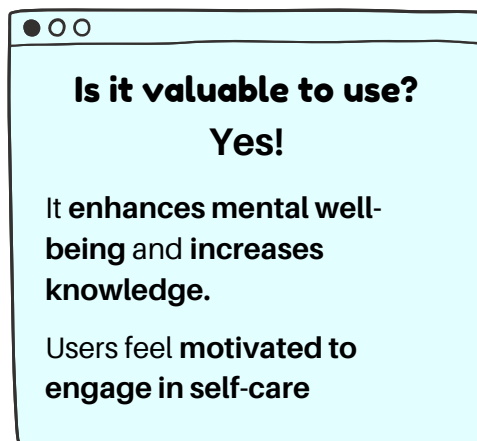 Is it valuable to use?
Yes!
It enhances mental well-
being and increases
knowledge.
Users feel motivated to
engage in self-care